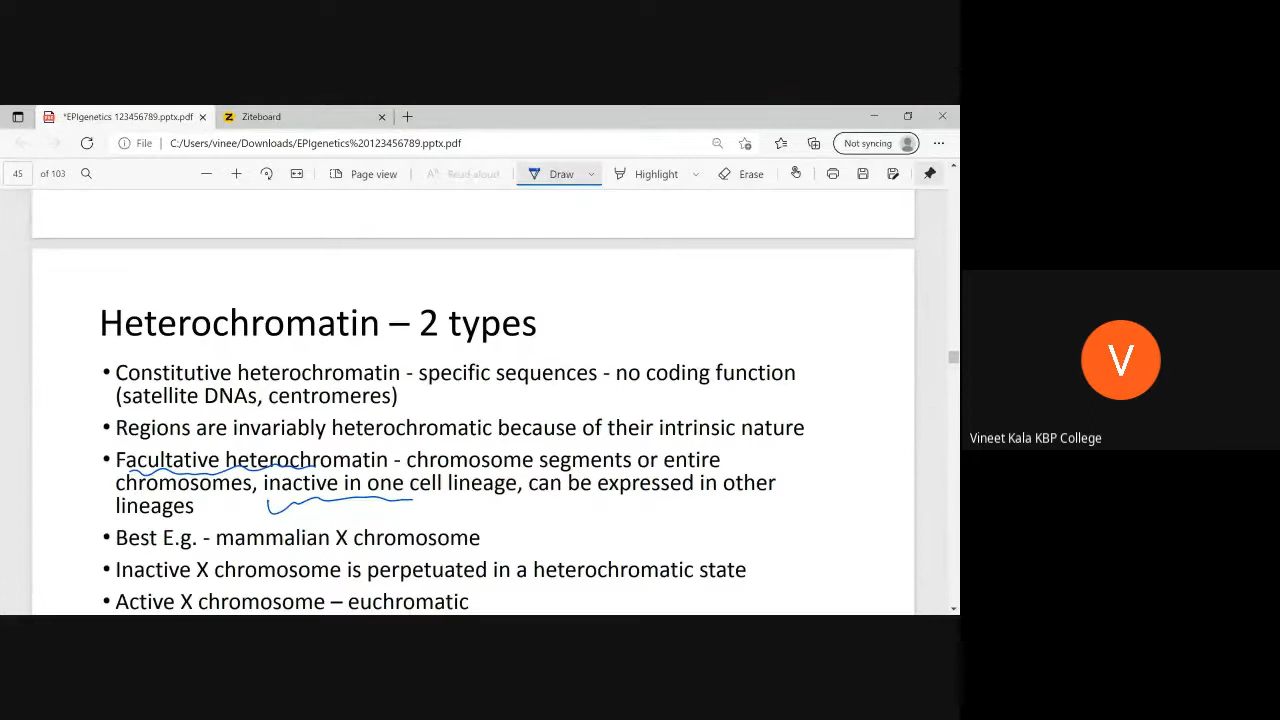 *EPIgenetics 123456789.pptx.pdf
Ziteboard
File
C:/Users/vinee/Downloads/EPIgenetics%20123456789.pptx.pdf
Not syncing
45 of 103
Page view
Read aloud
Draw
Highlight
Erase
Heterochromatin – 2 types
• Constitutive heterochromatin - specific sequences - no coding function
(satellite DNAs, centromeres)
• Regions are invariably heterochromatic because of their intrinsic nature
• Facultative heterochromatin - chromosome segments or entire
chromosomes, inactive in one cell lineage, can be expressed in other
lineages
• Best E.g. - mammalian X chromosome
• Inactive X chromosome is perpetuated in a heterochromatic state
• Active X chromosome – euchromatic
V
Vineet Kala KBP College